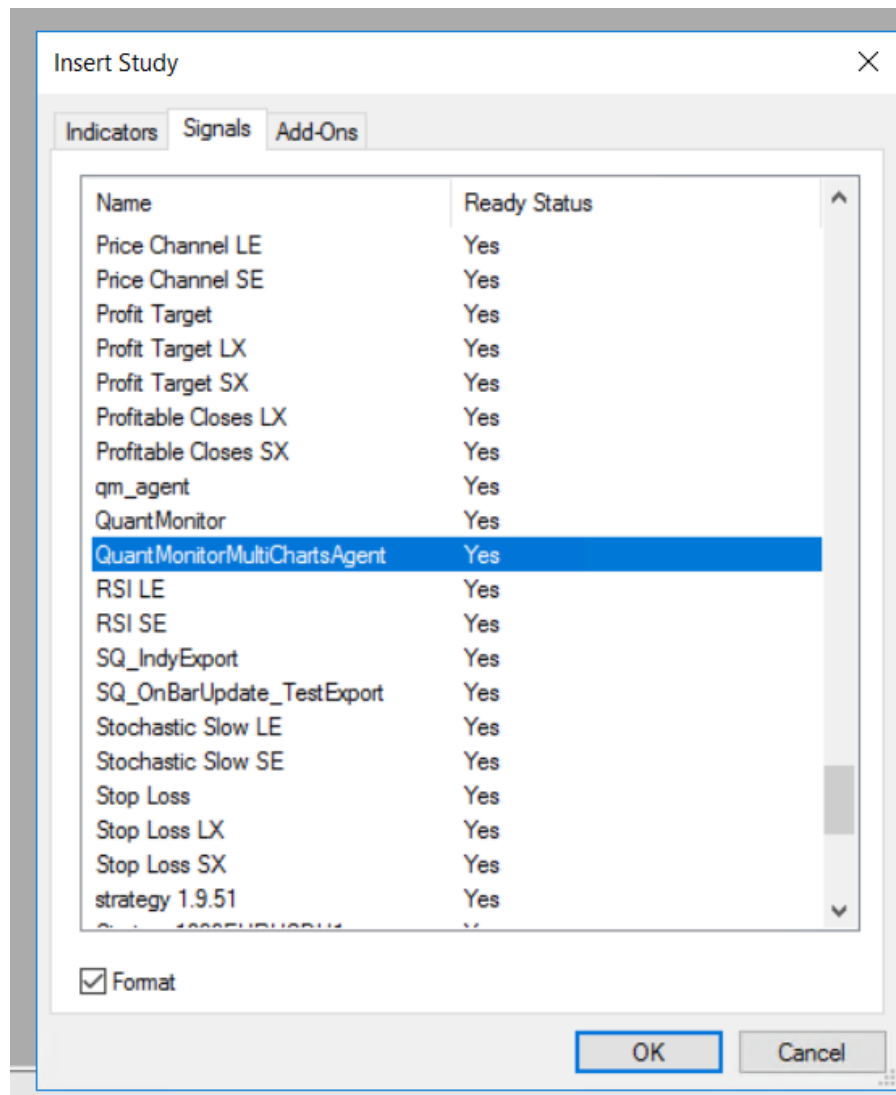 Insert Study
Indicators Signals Add-Ons
Name Ready Status
Price Channel LE Yes
Price Channel SE Yes
Profit Target Yes
Profit Target LX Yes
Profit Target SX Yes
Profitable Closes LX Yes
Profitable Closes SX Yes
qm_agent Yes
QuantMonitor Yes
QuantMonitorMultiChartsAgent Yes
RSI LE Yes
RSI SE Yes
SQ_IndyExport Yes
SQ_OnBarUpdate_TestExport Yes
Stochastic Slow LE Yes
Stochastic Slow SE Yes
Stop Loss Yes
Stop Loss LX Yes
Stop Loss SX Yes
strategy 1.9.51 Yes
Format
OK Cancel